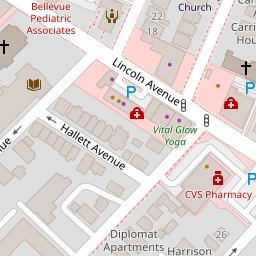 Bellevue
Pediatric
Associates
22
18
Church
Carri
Hou
Lincoln Avenue
P
Vital Glow
Yoga
Hallett Avenue
P
CVS Pharmacy
Diplomat
Apartments
26
Harrison